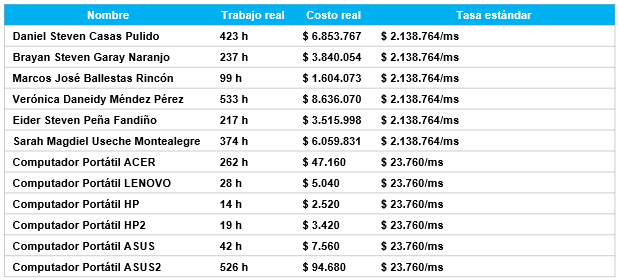 Nombre Trabajo real Costo real Tasa estándar
Daniel Steven Casas Pulido 423 h $ 6.853.767 $ 2.138.764/ms
Brayan Steven Garay Naranjo 237 h $ 3.840.054 $ 2.138.764/ms
Marcos José Ballestas Rincón 99 h $ 1.604.073 $ 2.138.764/ms
Verónica Daneidy Méndez Pérez 533 h $ 8.636.070 $ 2.138.764/ms
Eider Steven Peña Fandiño 217 h $ 3.515.998 $ 2.138.764/ms
Sarah Magdiel Useche Montealegre 374 h $ 6.059.831 $ 2.138.764/ms
Computador Portátil ACER 262 h $ 47.160 $ 23.760/ms
Computador Portátil LENOVO 28 h $ 5.040 $ 23.760/ms
Computador Portátil HP 14 h $ 2.520 $ 23.760/ms
Computador Portátil HP2 19 h $ 3.420 $ 23.760/ms
Computador Portátil ASUS 42 h $ 7.560 $ 23.760/ms
Computador Portátil ASUS2 526 h $ 94.680 $ 23.760/ms